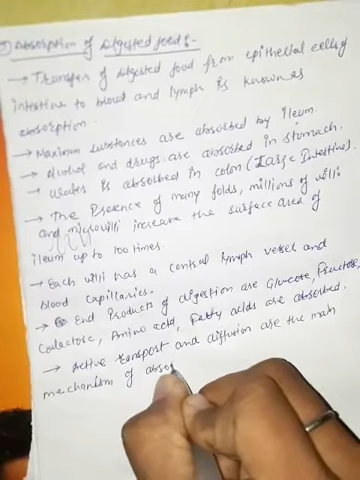 ③ Absorption of Digested food :-
→ Transfer of digested food from epithelial cells of
intestine to blood and lymph is known as
absorption.
→ Maximum substances are absorbed by ileum.
→ Alcohol and drugs are absorbed in stomach.
→ Water is absorbed in colon (Large Intestine).
→ The Presence of many folds, millions of villi
and microvilli increase the surface area of
ileum up to 100 times.
→ Each villi has a central lymph vessel and
blood capillaries.
→ End Products of digestion are Glucose, Fructose,
Galactose, Amino acid, Fatty acids are absorbed.
→ Active transport and diffusion are the main
mechanism of abso